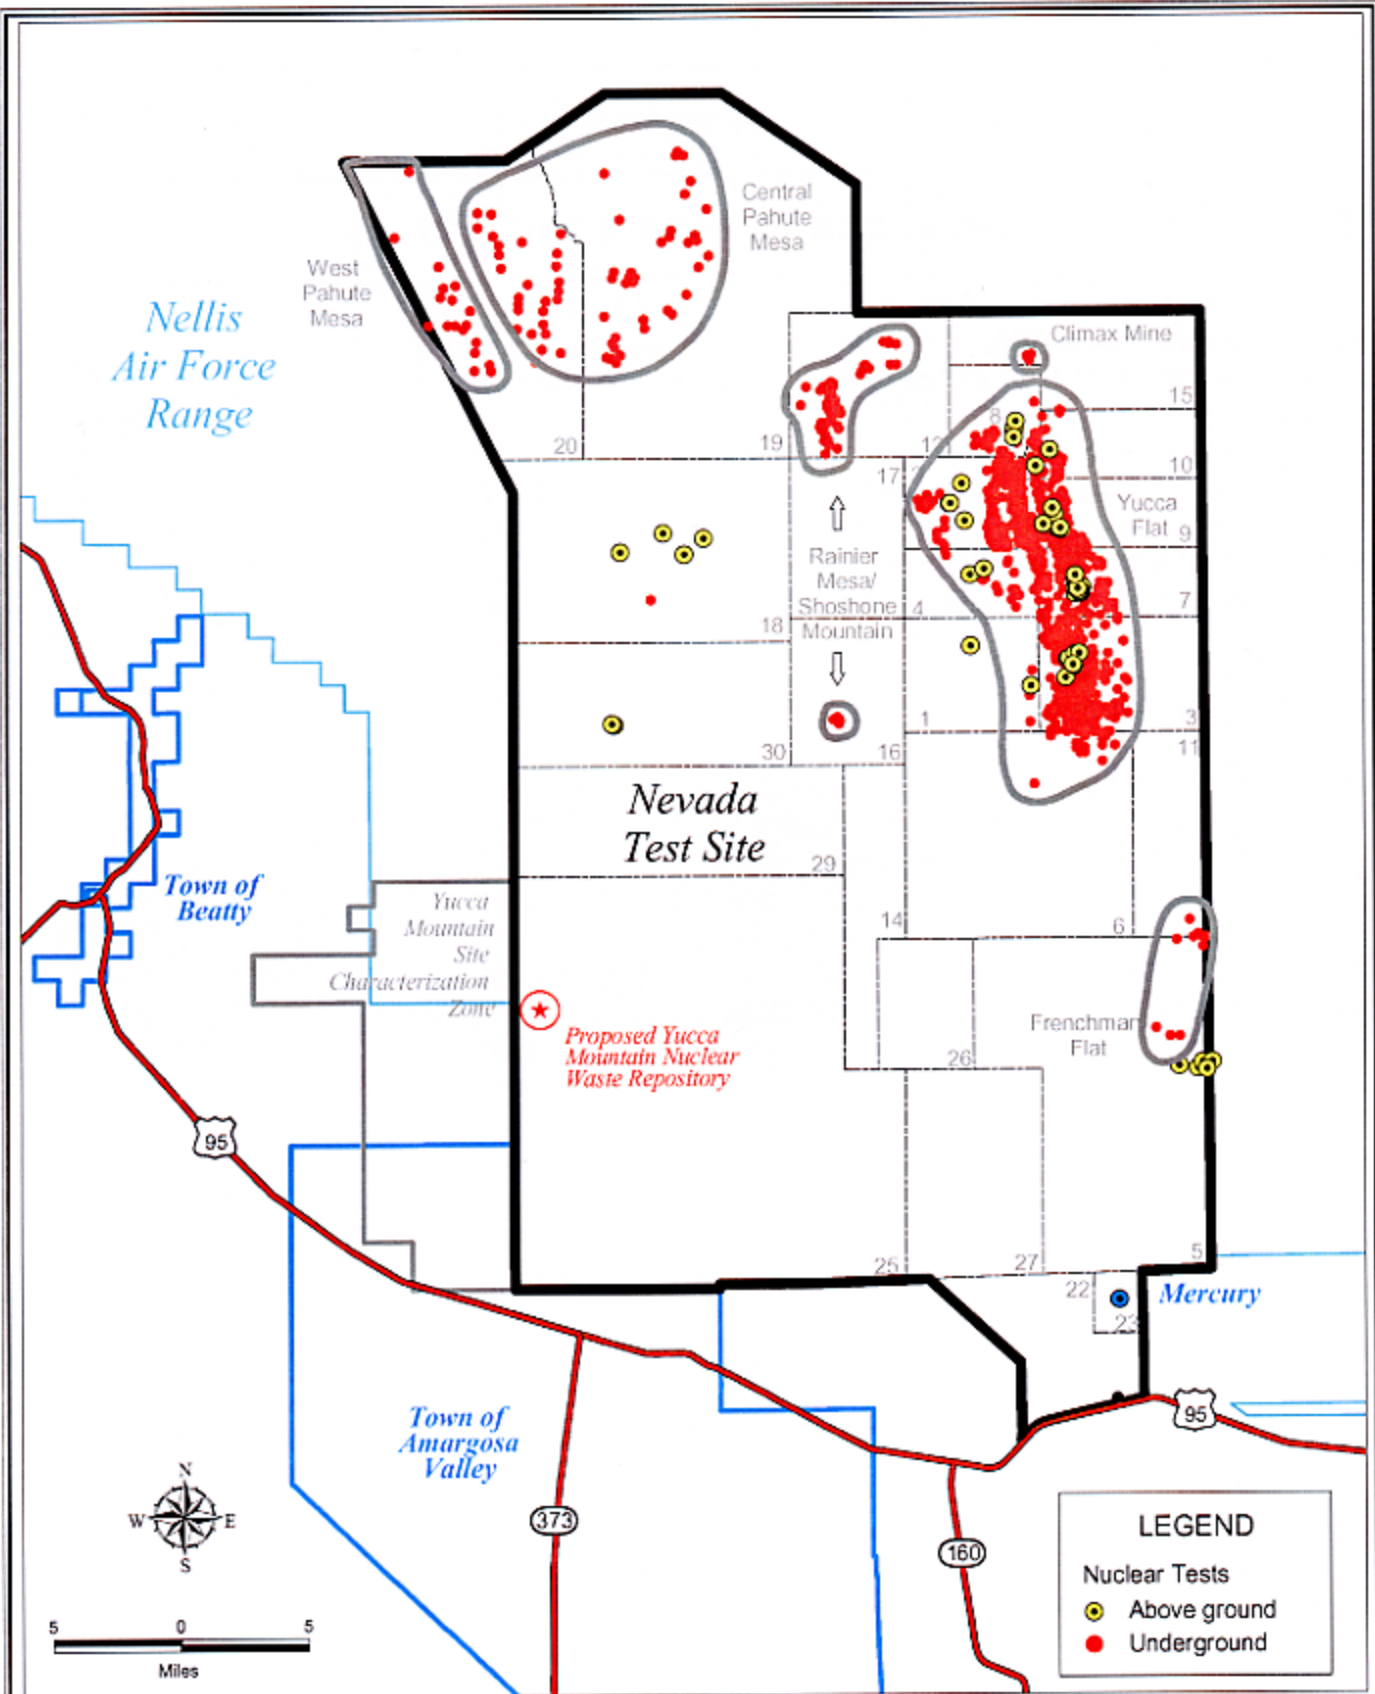 Central
Pahute
Mesa
West
Pahute
Mesa
Nellis
Air Force
Range
Climax Mine
15
8
20
19
12
17
10
Yucca
Flat
9
Rainier
Mesa/
Shoshone
Mountain
4
7
18
1
3
30
16
11
Nevada
Test Site
29
Town of
Beatty
Yucca
Mountain
Site
Characterization
Zone
14
6
Proposed Yucca
Mountain Nuclear
Waste Repository
Frenchman
Flat
26
95
25
27
5
22
Mercury
23
95
Town of
Amargosa
Valley
N
W
E
S
373
160
5
0
5
Miles
LEGEND
Nuclear Tests
Above ground
Underground